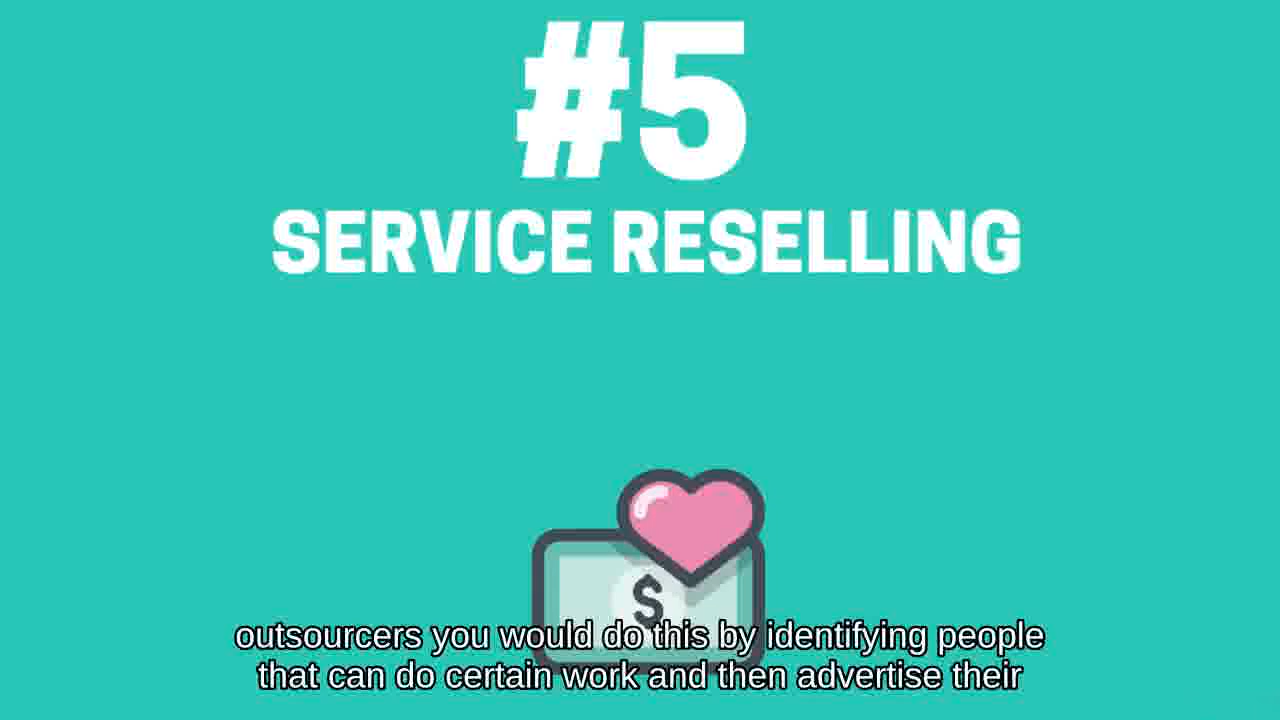 #5
SERVICE RESELLING
$
outsourcers you would do this by identifying people
that can do certain work and then advertise their